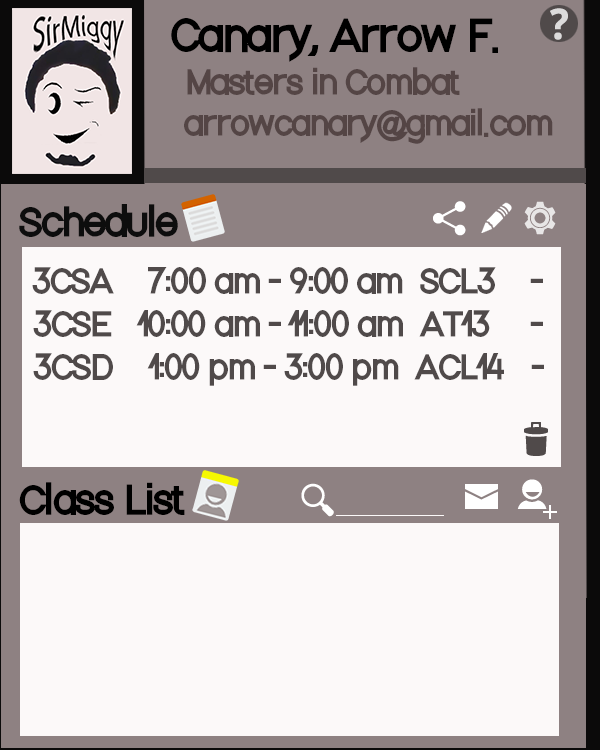 SirMiggy
Canary, Arrow F.
?
Masters in Combat
arrowcanary@gmail.com
Schedule
3CSA 7:00 am - 9:00 am SCL3 -
3CSE 10:00 am - 11:00 am AT13 -
3CSD 1:00 pm - 3:00 pm ACL14 -
Class List